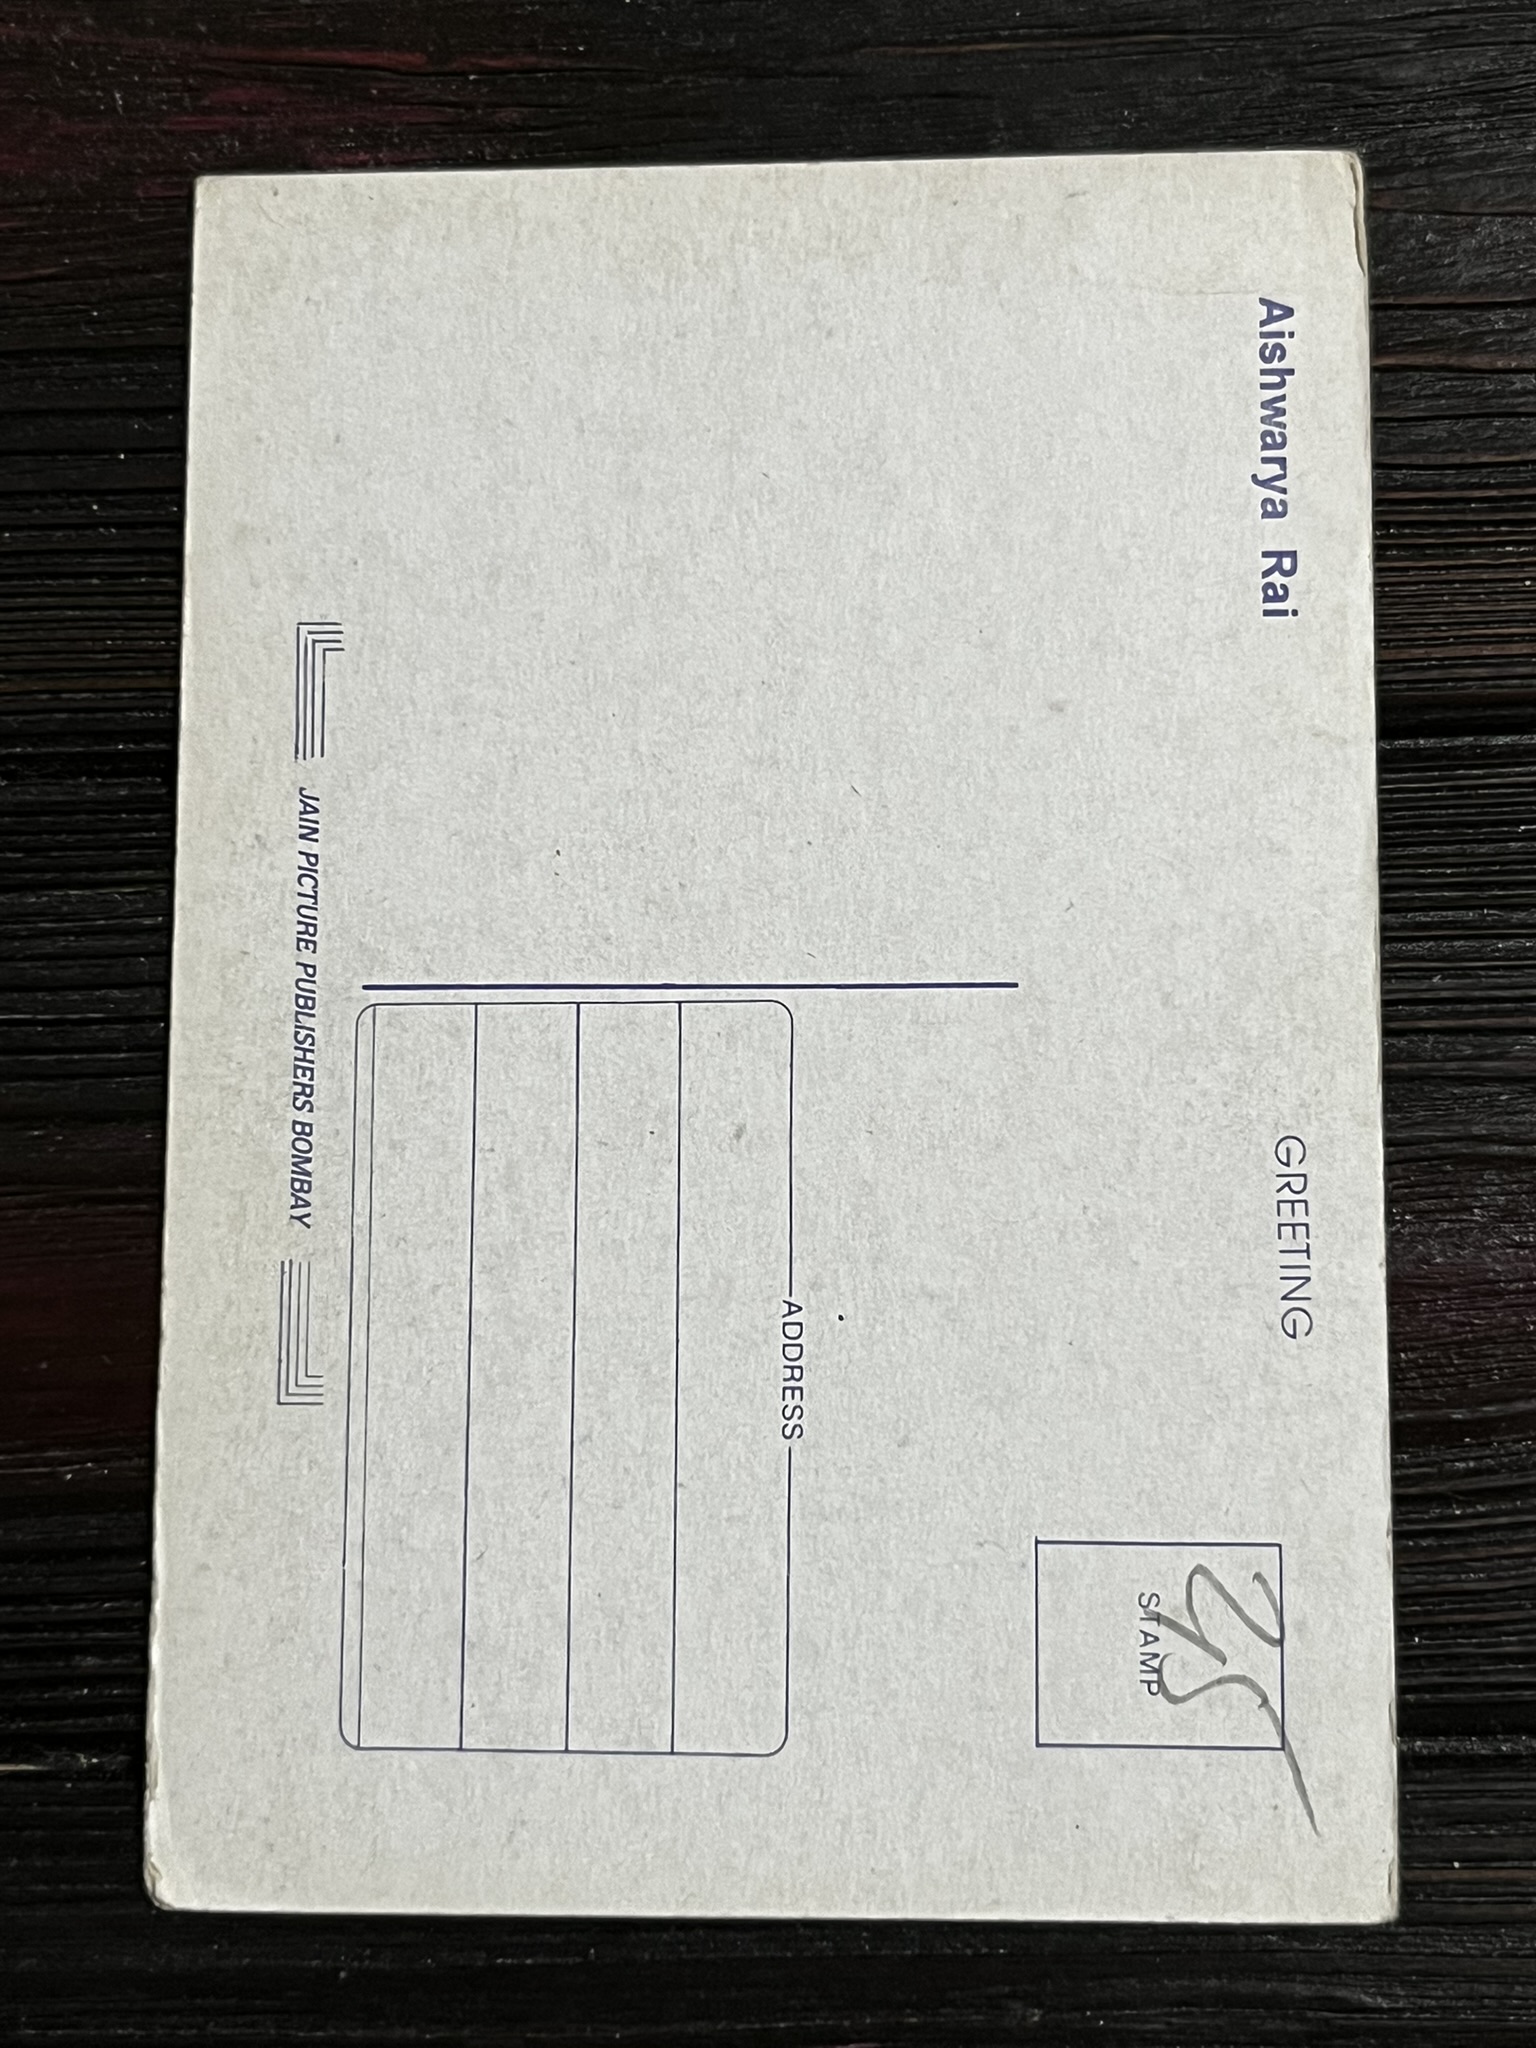 Aishwarya Rai
GREETING
STAMP
ADDRESS
JAIN PICTURE PUBLISHERS BOMBAY